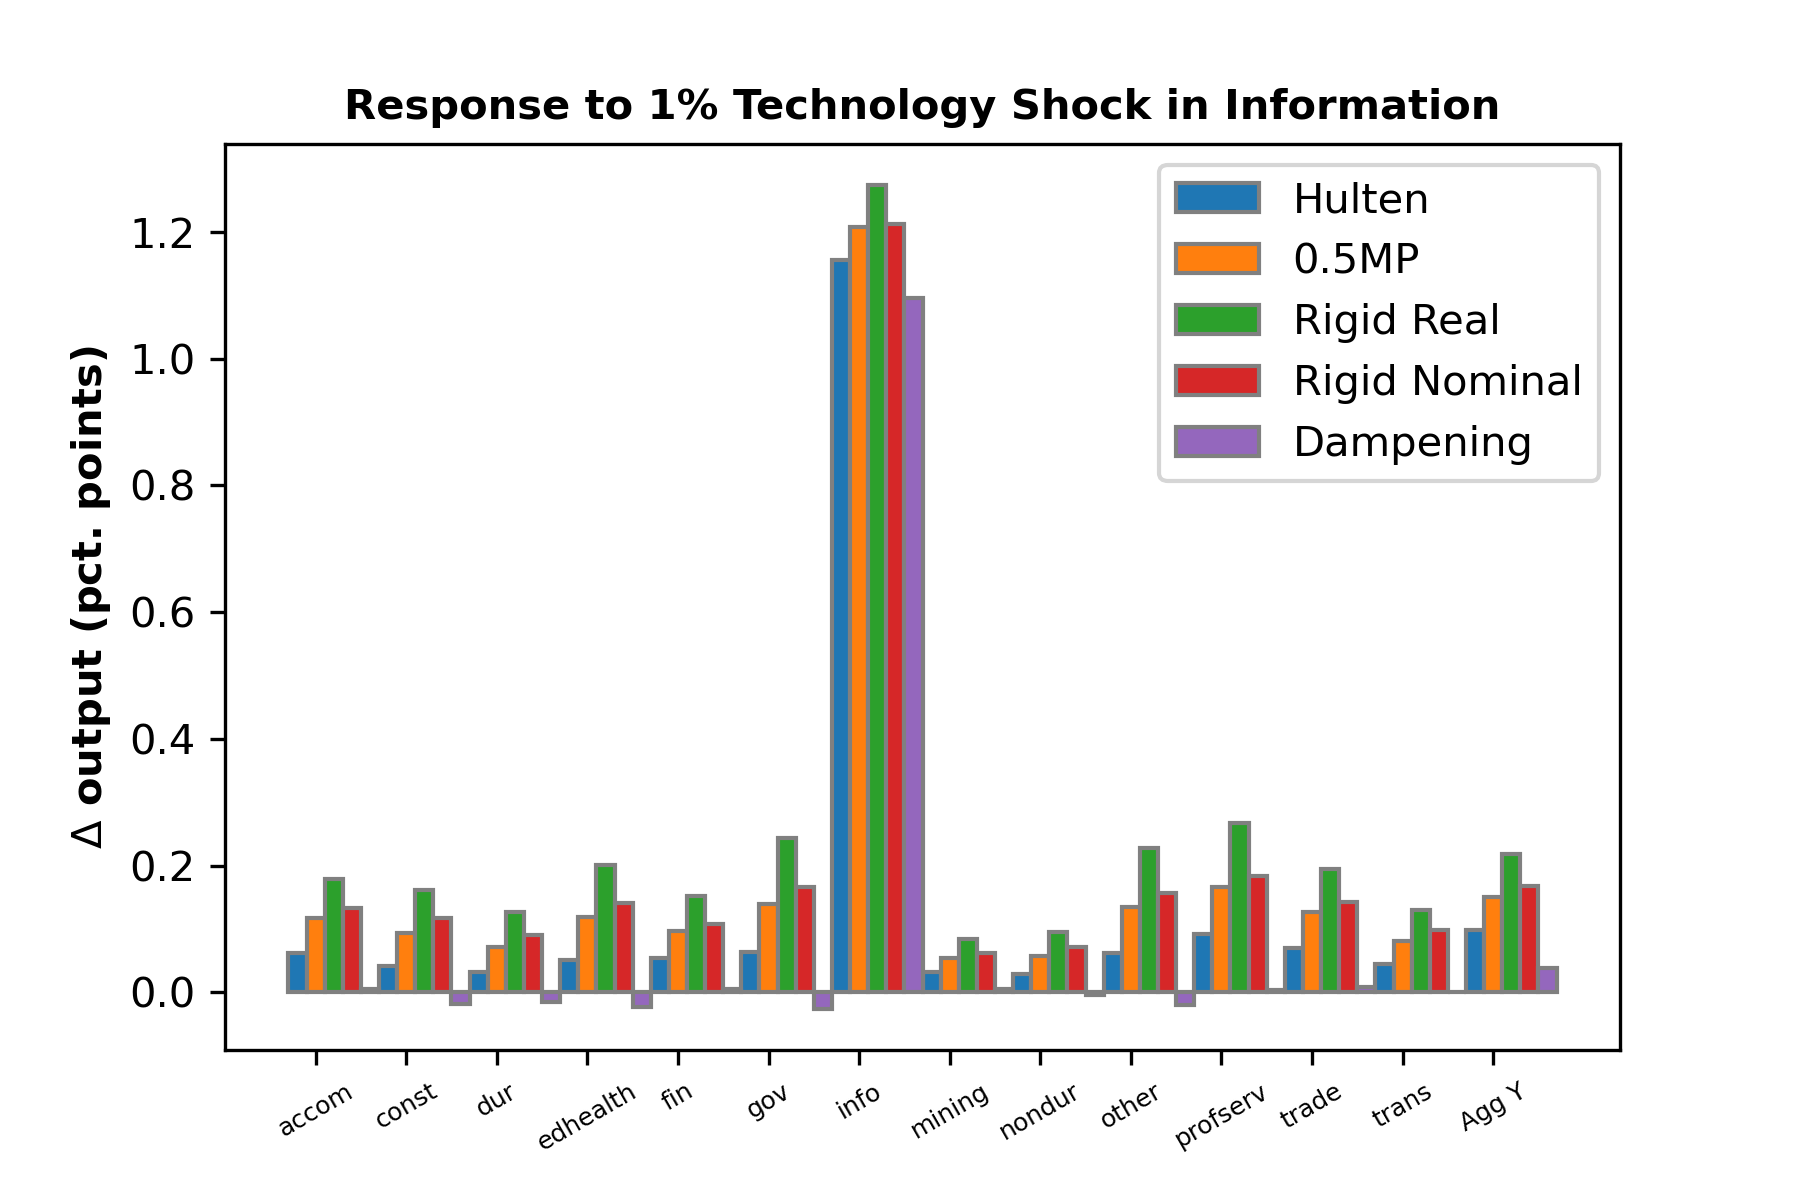 Response to 1% Technology Shock in Information
Hulten
0.5MP
Rigid Real
Rigid Nominal
Dampening
Δ output (pct. points)
1.2
1.0
0.8
0.6
0.4
0.2
0.0
accom const dur edhealth fin gov info mining nondur other profserv trade trans Agg Y